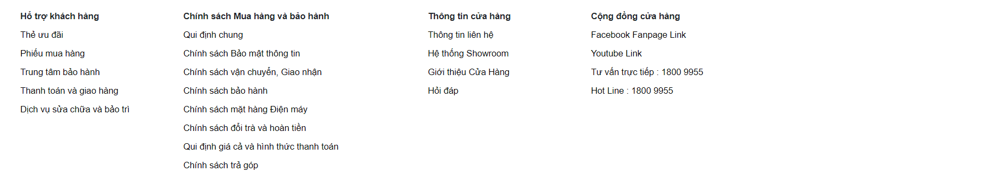 Hỗ trợ khách hàng
Thẻ ưu đãi
Phiếu mua hàng
Trung tâm bảo hành
Thanh toán và giao hàng
Dịch vụ sửa chữa và bảo trì
Chính sách Mua hàng và bảo hành
Qui định chung
Chính sách Bảo mật thông tin
Chính sách vận chuyển, Giao nhận
Chính sách bảo hành
Chính sách mặt hàng Điện máy
Chính sách đổi trà và hoàn tiền
Qui định giá cả và hình thức thanh toán
Chính sách trả góp
Thông tin cửa hàng
Thông tin liên hệ
Hệ thống Showroom
Giới thiệu Cửa Hàng
Hỏi đáp
Cộng đồng cửa hàng
Facebook Fanpage Link
Youtube Link
Tư vấn trực tiếp : 1800 9955
Hot Line : 1800 9955